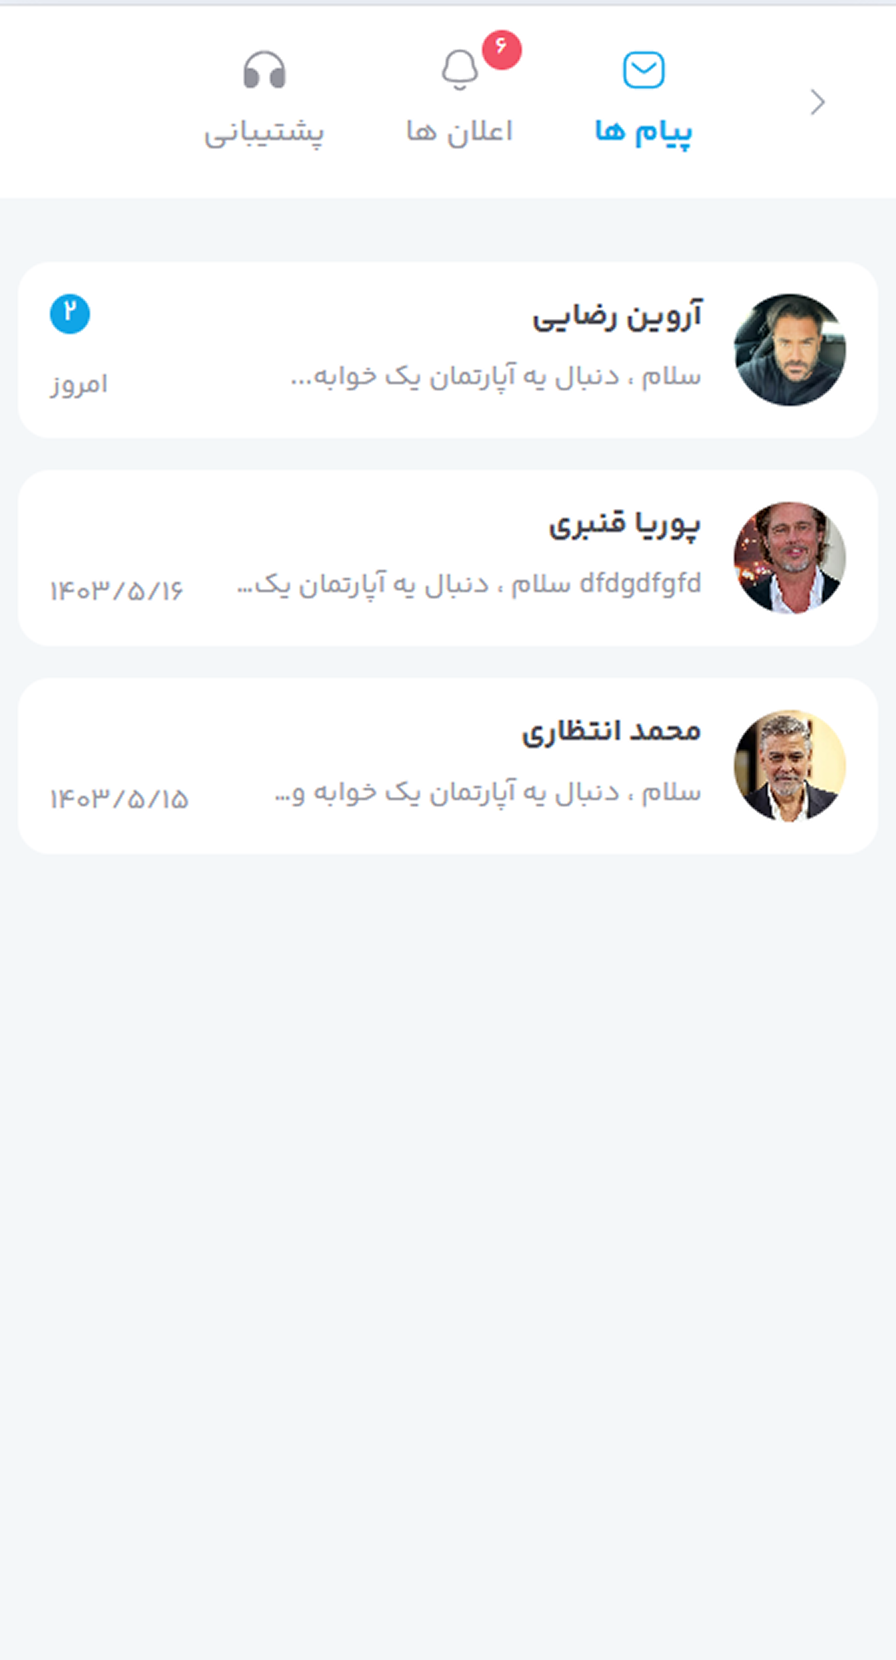 پیام ها
۶
اعلان ها
پشتیبانی
آروین رضایی
۲
سلام ، دنبال یه آپارتمان یک خوابه...
امروز
پوریا قنبری
dfdgdfgfd سلام ، دنبال یه آپارتمان یک...
۱۴۰۳/۵/۱۶
محمد انتظاری
سلام ، دنبال یه آپارتمان یک خوابه و...
۱۴۰۳/۵/۱۵